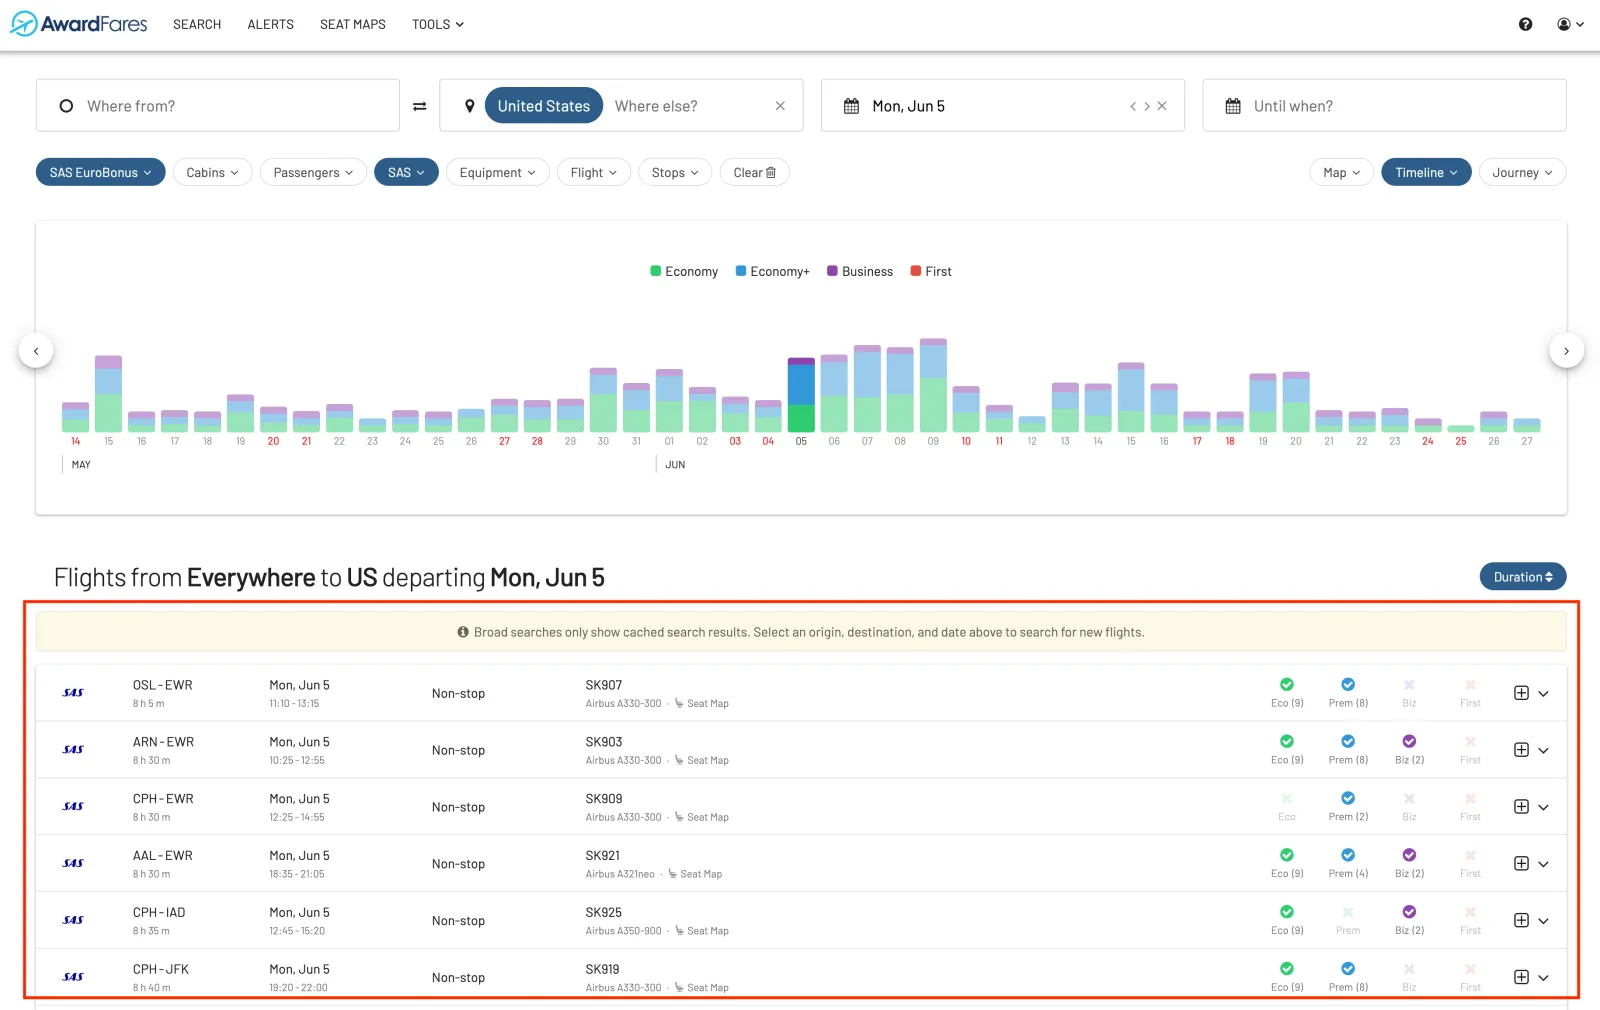 AwardFares SEARCH ALERTS SEAT MAPS TOOLS
Where from? United States Where else? Mon, Jun 5 Until when?
SAS EuroBonus Cabins Passengers SAS Equipment Flight Stops Clear Map Timeline Journey
Economy Economy+ Business First
14 15 16 17 18 19 20 21 22 23 24 25 26 27 28 29 30 31 01 02 03 04 05 06 07 08 09 10 11 12 13 14 15 16 17 18 19 20 21 22 23 24 25 26 27
MAY JUN
Flights from Everywhere to US departing Mon, Jun 5 Duration
Broad searches only show cached search results. Select an origin, destination, and date above to search for new flights.
SAS OSL - EWR Mon, Jun 5 Non-stop SK907
8 h 5 m 11:10 - 13:15 Airbus A330-300 · Seat Map Eco (9) Prem (8) Biz First
SAS ARN - EWR Mon, Jun 5 Non-stop SK903
8 h 30 m 10:25 - 12:55 Airbus A330-300 · Seat Map Eco (9) Prem (8) Biz (2) First
SAS CPH - EWR Mon, Jun 5 Non-stop SK909
8 h 30 m 12:25 - 14:55 Airbus A330-300 · Seat Map Eco Prem (2) Biz First
SAS AAL - EWR Mon, Jun 5 Non-stop SK921
8 h 30 m 18:35 - 21:05 Airbus A321neo · Seat Map Eco (9) Prem (4) Biz (2) First
SAS CPH - IAD Mon, Jun 5 Non-stop SK925
8 h 35 m 12:45 - 15:20 Airbus A350-900 · Seat Map Eco (9) Prem Biz (2) First
SAS CPH - JFK Mon, Jun 5 Non-stop SK919
8 h 40 m 19:20 - 22:00 Airbus A330-300 · Seat Map Eco (9) Prem (8) Biz First